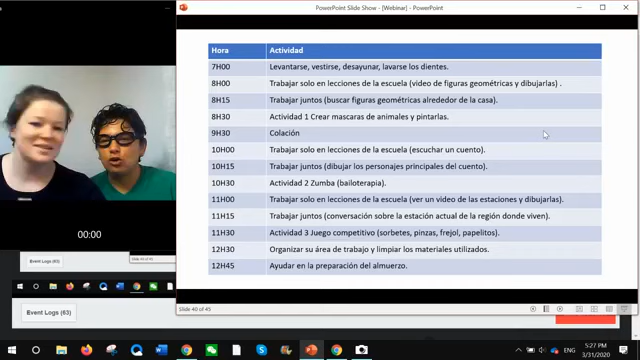 PowerPoint Slide Show - [Webinar] - PowerPoint
Hora Actividad
7H00 Levantarse, vestirse, desayunar, lavarse los dientes.
8H00 Trabajar solo en lecciones de la escuela (video de figuras geométricas y dibujarlas) .
8H15 Trabajar juntos (buscar figuras geométricas alrededor de la casa).
8H30 Actividad 1 Crear mascaras de animales y pintarlas.
9H30 Colación
10H00 Trabajar solo en lecciones de la escuela (escuchar un cuento).
10H15 Trabajar juntos (dibujar los personajes principales del cuento).
10H30 Actividad 2 Zumba (bailoterapia).
11H00 Trabajar solo en lecciones de la escuela (ver un video de las estaciones y dibujarlas).
11H15 Trabajar juntos (conversación sobre la estación actual de la región donde viven).
11H30 Actividad 3 Juego competitivo (sorbetes, pinzas, frejol, papelitos).
12H30 Organizar su área de trabajo y limpiar los materiales utilizados.
12H45 Ayudar en la preparación del almuerzo.
Slide 40 of 45
00:00
Event Logs (63)
Event Logs (63)
ENG
5:27 PM
3/31/2020